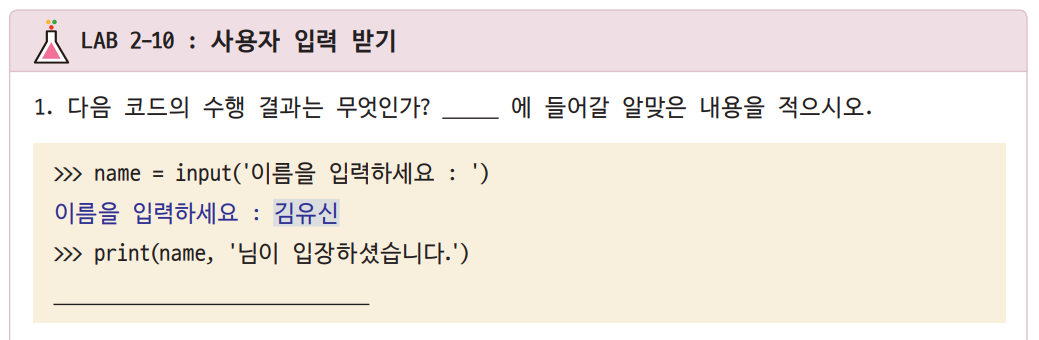 LAB 2-10 : 사용자 입력 받기
1. 다음 코드의 수행 결과는 무엇인가? _____ 에 들어갈 알맞은 내용을 적으시오.
>>> name = input('이름을 입력하세요 : ')
이름을 입력하세요 : 김유신
>>> print(name, '님이 입장하셨습니다.')